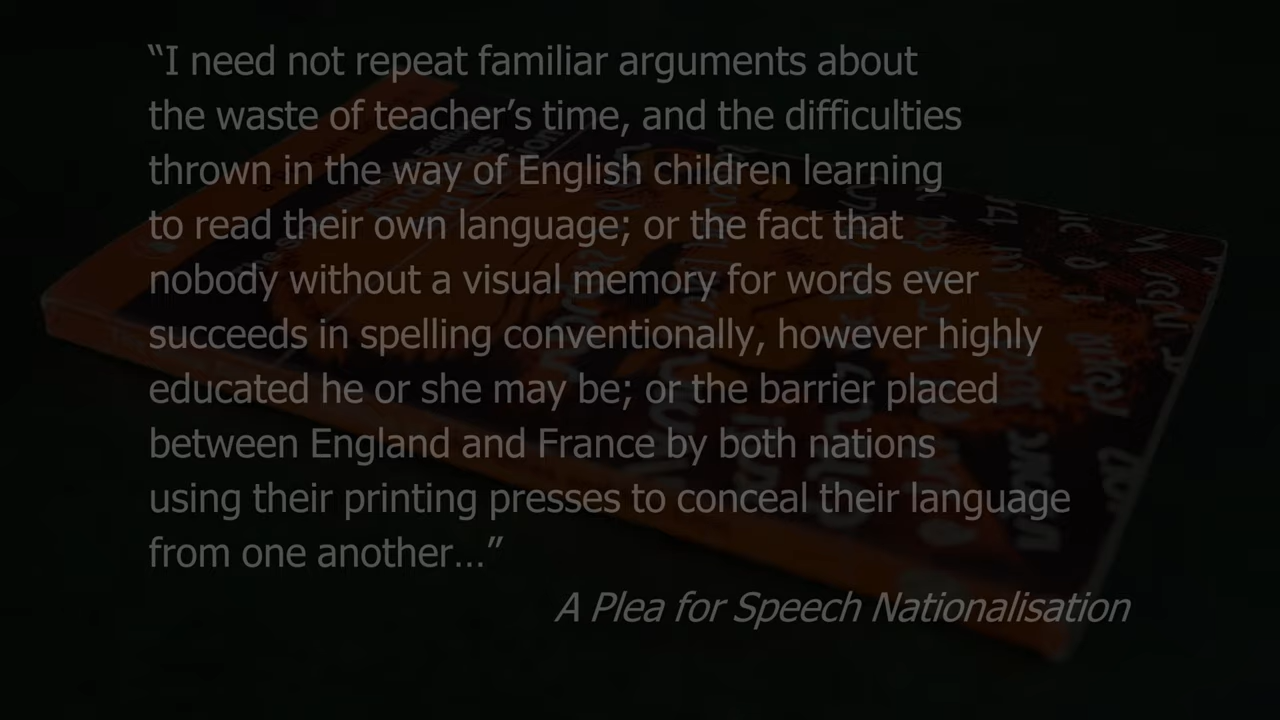 “I need not repeat familiar arguments about
the waste of teacher’s time, and the difficulties
thrown in the way of English children learning
to read their own language; or the fact that
nobody without a visual memory for words ever
succeeds in spelling conventionally, however highly
educated he or she may be; or the barrier placed
between England and France by both nations
using their printing presses to conceal their language
from one another…”
A Plea for Speech Nationalisation